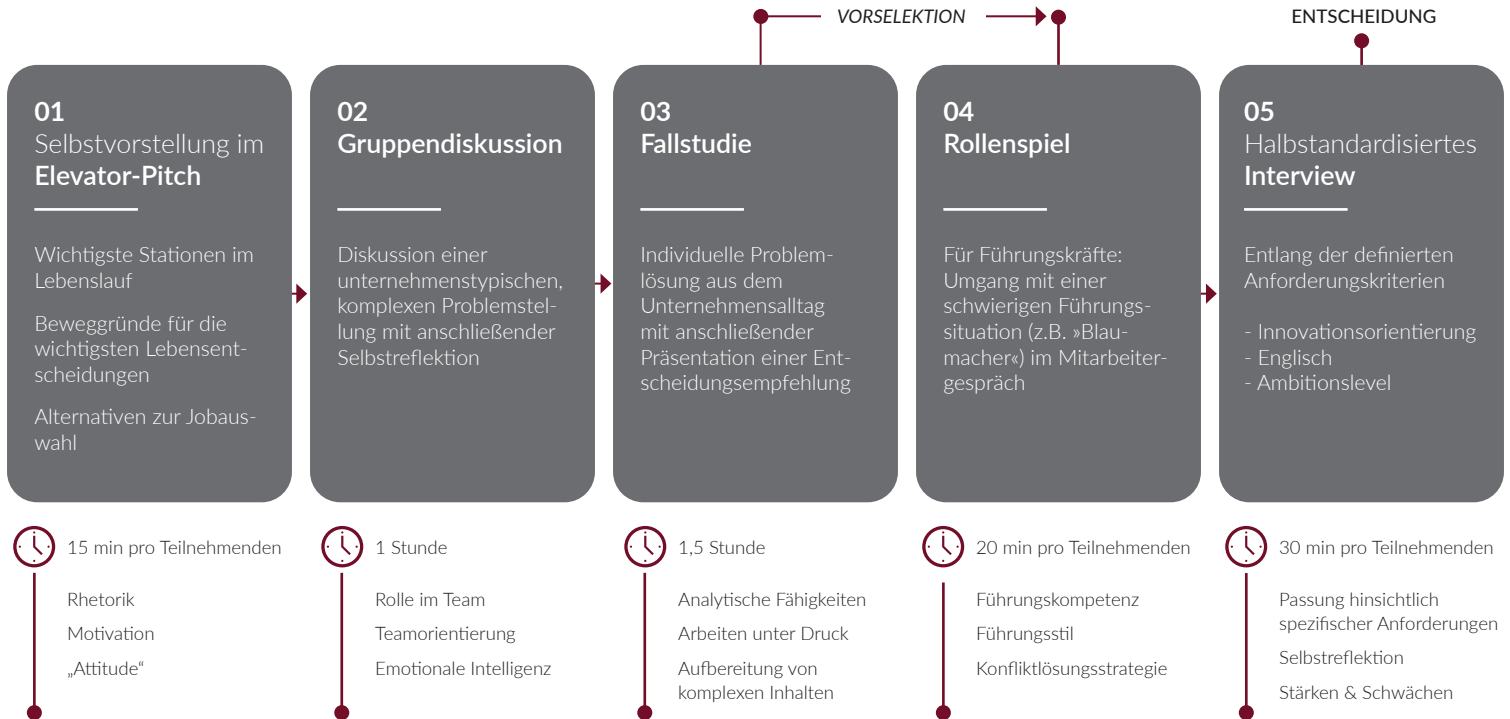 VORSELEKTION
ENTSCHEIDUNG
01
Selbstvorstellung im
Elevator-Pitch
Wichtigste Stationen im
Lebenslauf
Beweggründe für die
wichtigsten Lebensent-
scheidungen
Alternativen zur Jobaus-
wahl
15 min pro Teilnehmenden
Rhetorik
Motivation
„Attitude“
02
Gruppendiskussion
Diskussion einer
unternehmenstypischen,
komplexen Problemstel-
lung mit anschließender
Selbstreflektion
1 Stunde
Rolle im Team
Teamorientierung
Emotionale Intelligenz
03
Fallstudie
Individuelle Problem-
lösung aus dem
Unternehmensalltag
mit anschließender
Präsentation einer Ent-
scheidungsempfehlung
1,5 Stunde
Analytische Fähigkeiten
Arbeiten unter Druck
Aufbereitung von
komplexen Inhalten
04
Rollenspiel
Für Führungskräfte:
Umgang mit einer
schwierigen Führungs-
situation (z.B. »Blau-
macher«) im Mitarbeiter-
gespräch
20 min pro Teilnehmenden
Führungskompetenz
Führungsstil
Konfliktlösungsstrategie
05
Halbstandardisiertes
Interview
Entlang der definierten
Anforderungskriterien
- Innovationsorientierung
- Englisch
- Ambitionslevel
30 min pro Teilnehmenden
Passung hinsichtlich
spezifischer Anforderungen
Selbstreflektion
Stärken & Schwächen